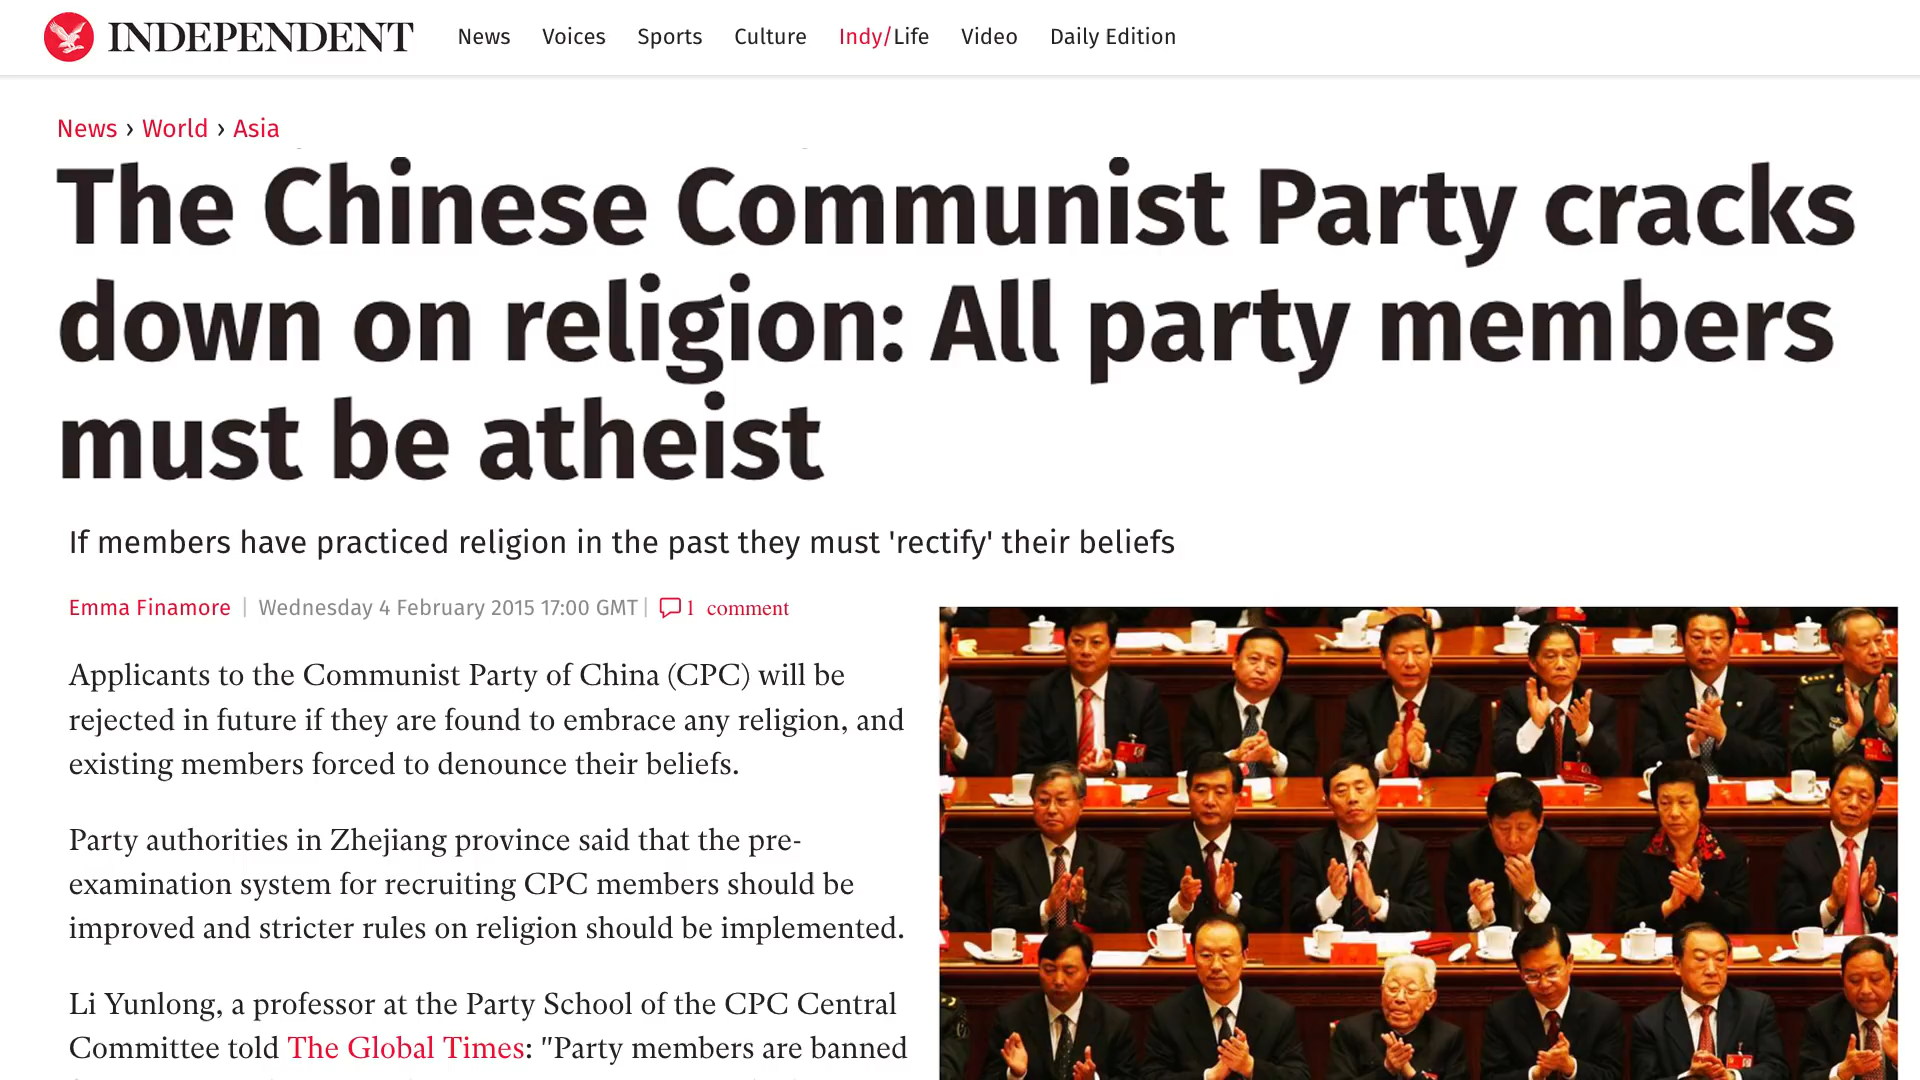 INDEPENDENT
News Voices Sports Culture Indy/Life Video Daily Edition
News › World › Asia
The Chinese Communist Party cracks
down on religion: All party members
must be atheist
If members have practiced religion in the past they must 'rectify' their beliefs
Emma Finamore | Wednesday 4 February 2015 17:00 GMT | 1 comment
Applicants to the Communist Party of China (CPC) will be
rejected in future if they are found to embrace any religion, and
existing members forced to denounce their beliefs.
Party authorities in Zhejiang province said that the pre-
examination system for recruiting CPC members should be
improved and stricter rules on religion should be implemented.
Li Yunlong, a professor at the Party School of the CPC Central
Committee told The Global Times: "Party members are banned